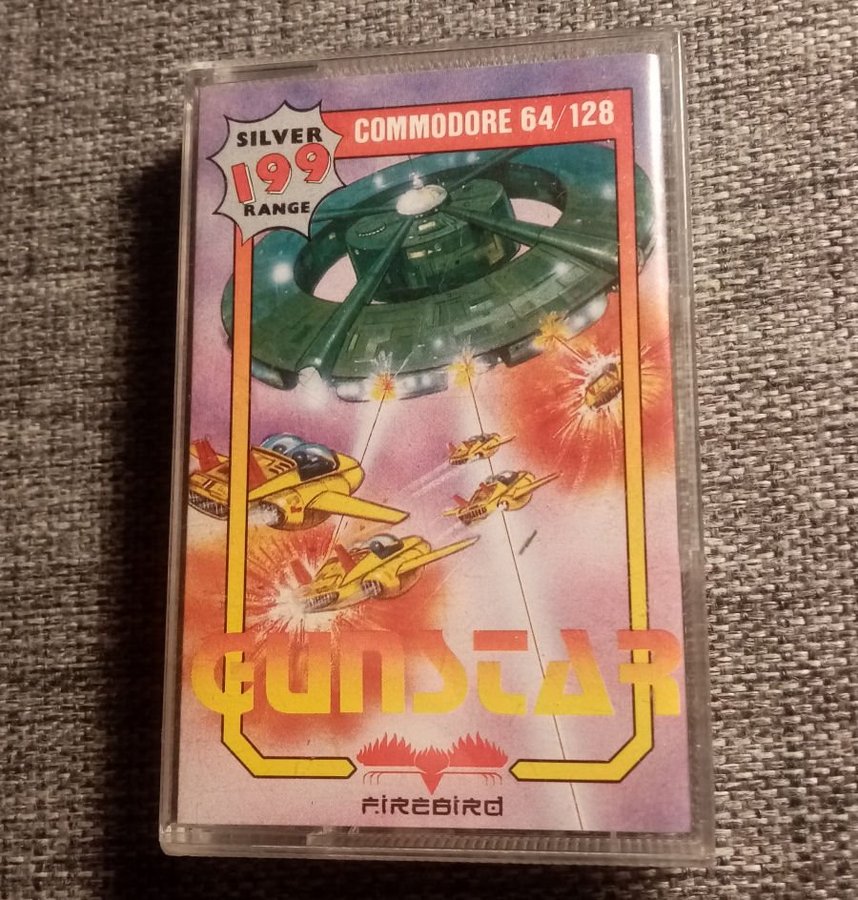 SILVER
199
RANGE
COMMODORE 64/128
GUNSTAR
FIREBIRD